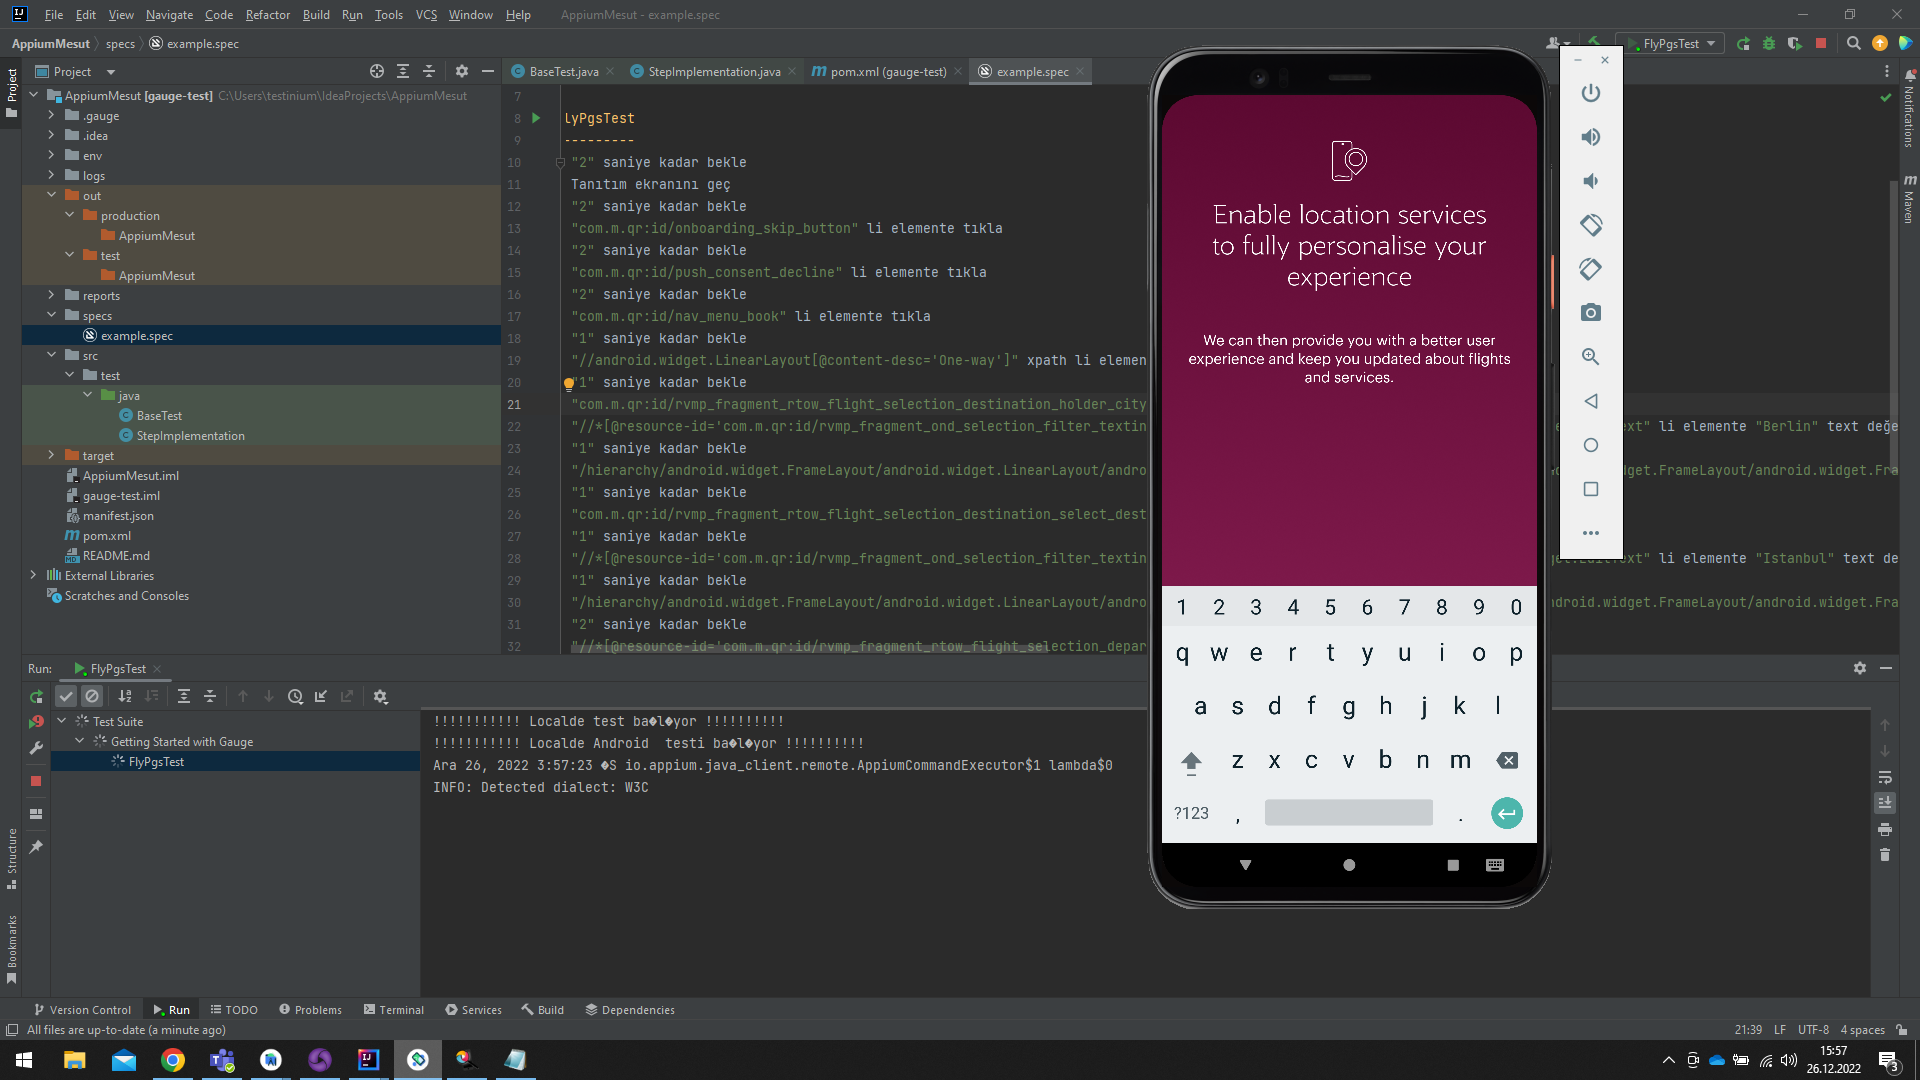 File Edit View Navigate Code Refactor Build Run Tools VCS Window Help AppiumMesut - example.spec
AppiumMesut specs example.spec FlyPgsTest
Project
BaseTest.java StepImplementation.java pom.xml (gauge-test) example.spec
Project
Notifications
Maven
AppiumMesut [gauge-test] C:\Users\testinium\IdeaProjects\AppiumMesut
.gauge
.idea
env
logs
out
production
AppiumMesut
test
AppiumMesut
reports
specs
example.spec
src
test
java
BaseTest
StepImplementation
target
AppiumMesut.iml
gauge-test.iml
manifest.json
pom.xml
README.md
External Libraries
Scratches and Consoles
7
8 lyPgsTest
9 ---------
10 "2" saniye kadar bekle
11 Tanıtım ekranını geç
12 "2" saniye kadar bekle
13 "com.m.qr:id/onboarding_skip_button" li elemente tıkla
14 "2" saniye kadar bekle
15 "com.m.qr:id/push_consent_decline" li elemente tıkla
16 "2" saniye kadar bekle
17 "com.m.qr:id/nav_menu_book" li elemente tıkla
18 "1" saniye kadar bekle
19 "//android.widget.LinearLayout[@content-desc='One-way']" xpath li elemen
20 "1" saniye kadar bekle
21 "com.m.qr:id/rvmp_fragment_rtow_flight_selection_destination_holder_city
22 "//*[@resource-id='com.m.qr:id/rvmp_fragment_ond_selection_filter_textin ext" li elemente "Berlin" text değe
23 "1" saniye kadar bekle
24 "/hierarchy/android.widget.FrameLayout/android.widget.LinearLayout/andro droid.widget.FrameLayout/android.widget.Fra
25 "1" saniye kadar bekle
26 "com.m.qr:id/rvmp_fragment_rtow_flight_selection_destination_select_dest
27 "1" saniye kadar bekle
28 "//*[@resource-id='com.m.qr:id/rvmp_fragment_ond_selection_filter_textin get.EditText" li elemente "Istanbul" text de
29 "1" saniye kadar bekle
30 "/hierarchy/android.widget.FrameLayout/android.widget.LinearLayout/andro ndroid.widget.FrameLayout/android.widget.Fra
31 "2" saniye kadar bekle
32 "//*[@resource-id='com.m.qr:id/rvmp_fragment_rtow_flight_selection_depar
Enable location services
to fully personalise your
experience
We can then provide you with a better user
experience and keep you updated about flights
and services.
1 2 3 4 5 6 7 8 9 0
q w e r t y u i o p
a s d f g h j k l
z x c v b n m
?123 , .
Run: FlyPgsTest
Test Suite
Getting Started with Gauge
FlyPgsTest
!!!!!!!!!!! Localde test ba�l�yor !!!!!!!!!!
!!!!!!!!!!! Localde Android  testi ba�l�yor !!!!!!!!!!
Ara 26, 2022 3:57:23 �S io.appium.java_client.remote.AppiumCommandExecutor$1 lambda$0
INFO: Detected dialect: W3C
Structure
Bookmarks
Version Control Run TODO Problems Terminal Services Build Dependencies
All files are up-to-date (a minute ago) 21:39 LF UTF-8 4 spaces
15:57
26.12.2022
3